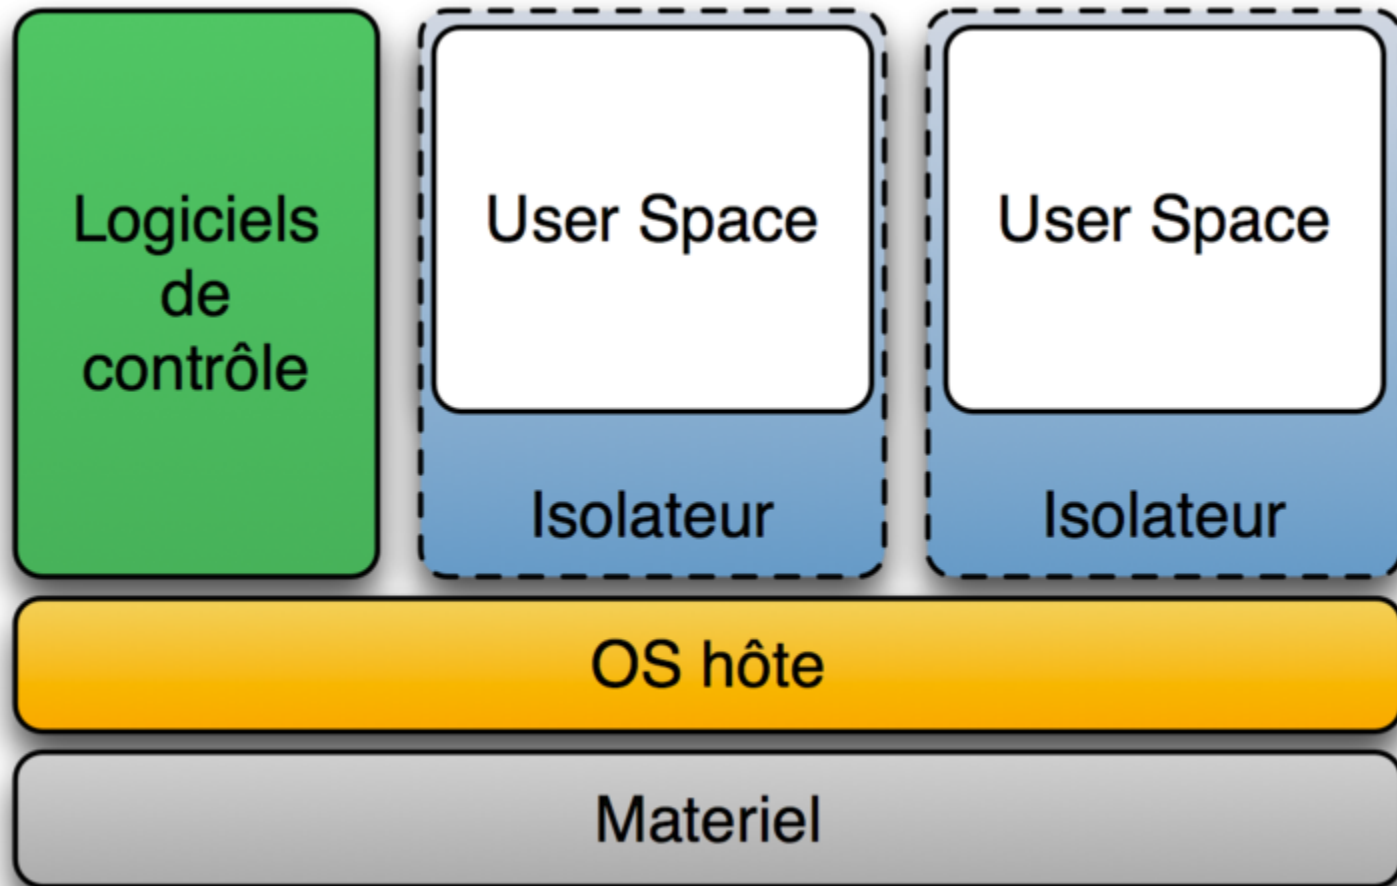 Logiciels
de
contrôle
User Space
Isolateur
User Space
Isolateur
OS hôte
Materiel